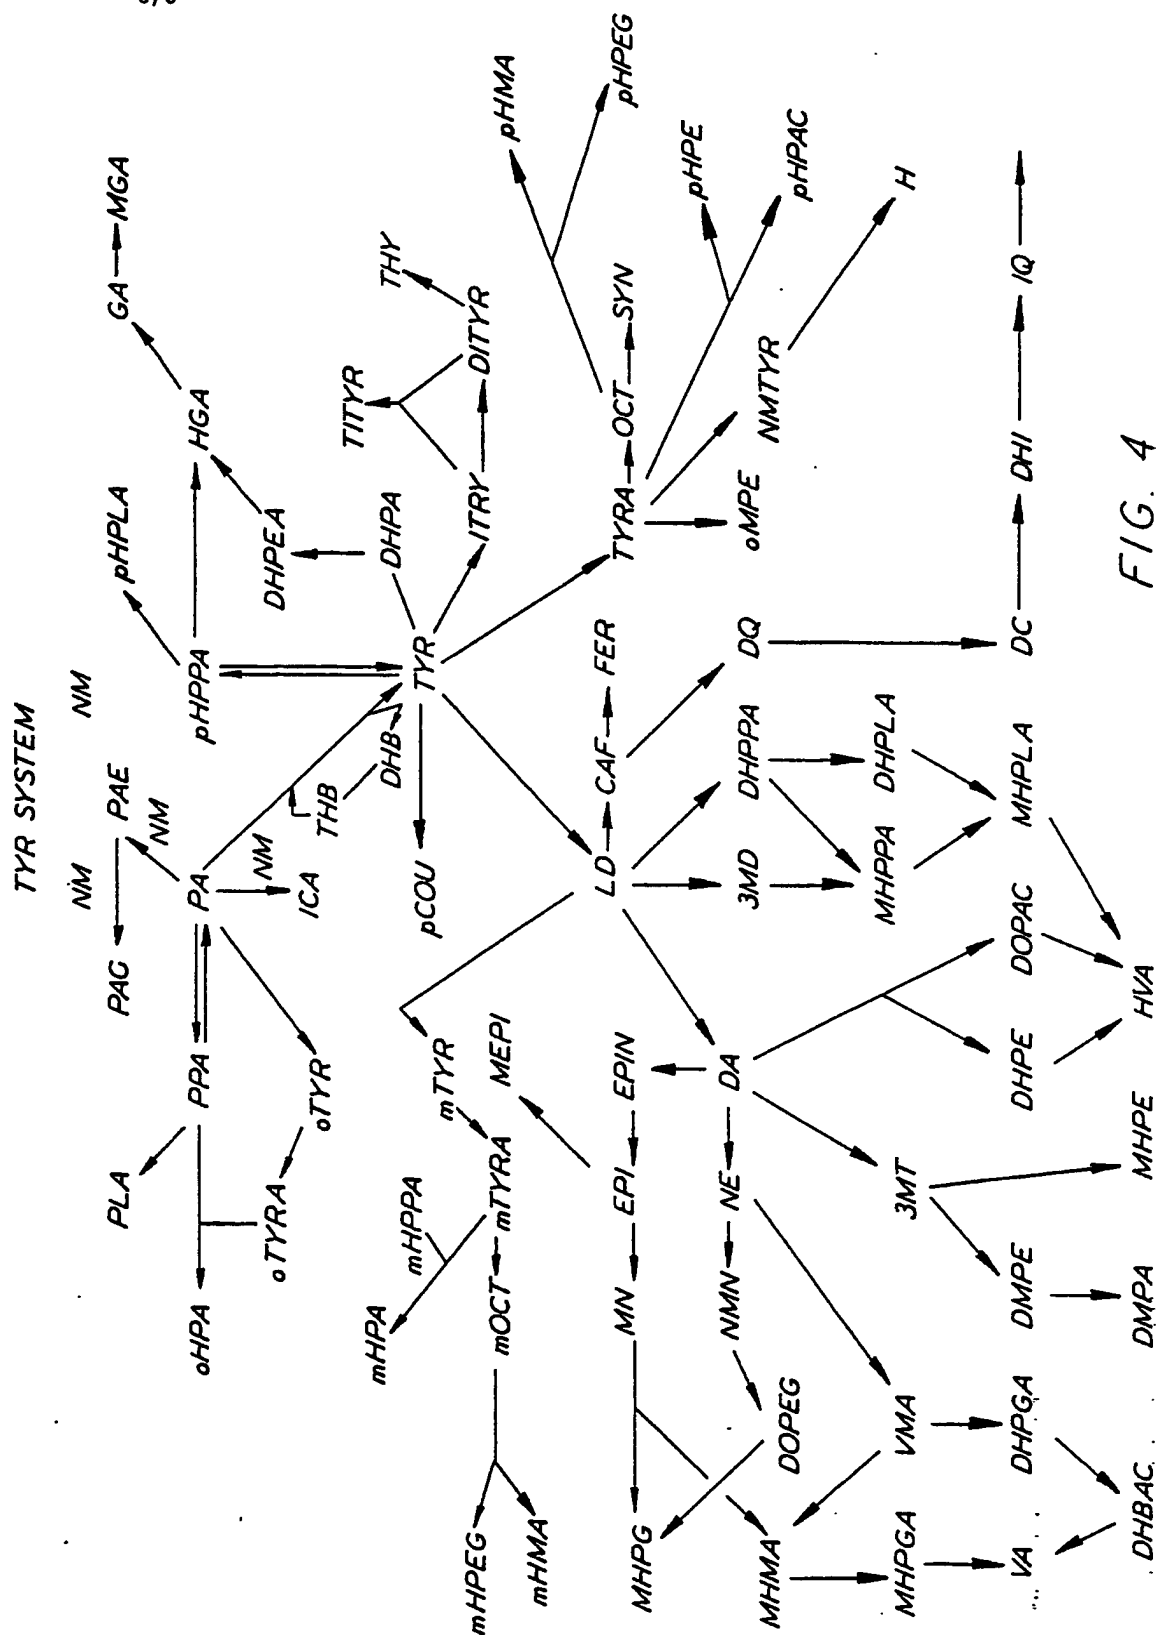 TYR SYSTEM
NM
NM
PAC
PAE
NM
pHPLA
GA
MGA
PLA
PPA
PA
pHPPA
HGA
oHPA
NM
DHPEA
oTYRA
oTYR
ICA
THB
DHB
DHPA
TITYR
THY
mHPA
mHPPA
pCOU
TYR
ITRY
DITYR
mTYR
mHPEG
mHMA
mOCT
mTYRA
MEPI
pHMA
pHPEG
LD
CAF
FER
TYRA
OCT
SYN
MHPG
MN
EPI
EPIN
pHPE
pHPAC
NMN
NE
DA
3MD
DHPPA
DQ
oMPE
NMTYR
H
MHMA
DOPEG
MHPGA
VMA
3MT
MHPPA
DHPLA
VA
DHPGA
DMPE
DHPE
DOPAC
MHPLA
DC
DHI
IQ
DHBAC
DMPA
MHPE
HVA
FIG. 4